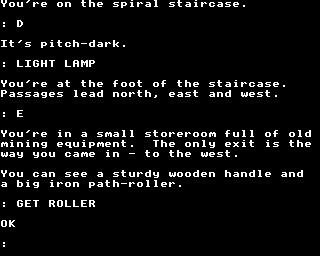 You're on the spiral staircase.
: D
It's pitch-dark.
: LIGHT LAMP
You're at the foot of the staircase.
Passages lead north, east and west.
: E
You're in a small storeroom full of old
mining equipment.  The only exit is the
way you came in - to the west.
You can see a sturdy wooden handle and
a big iron path-roller.
: GET ROLLER
OK
: